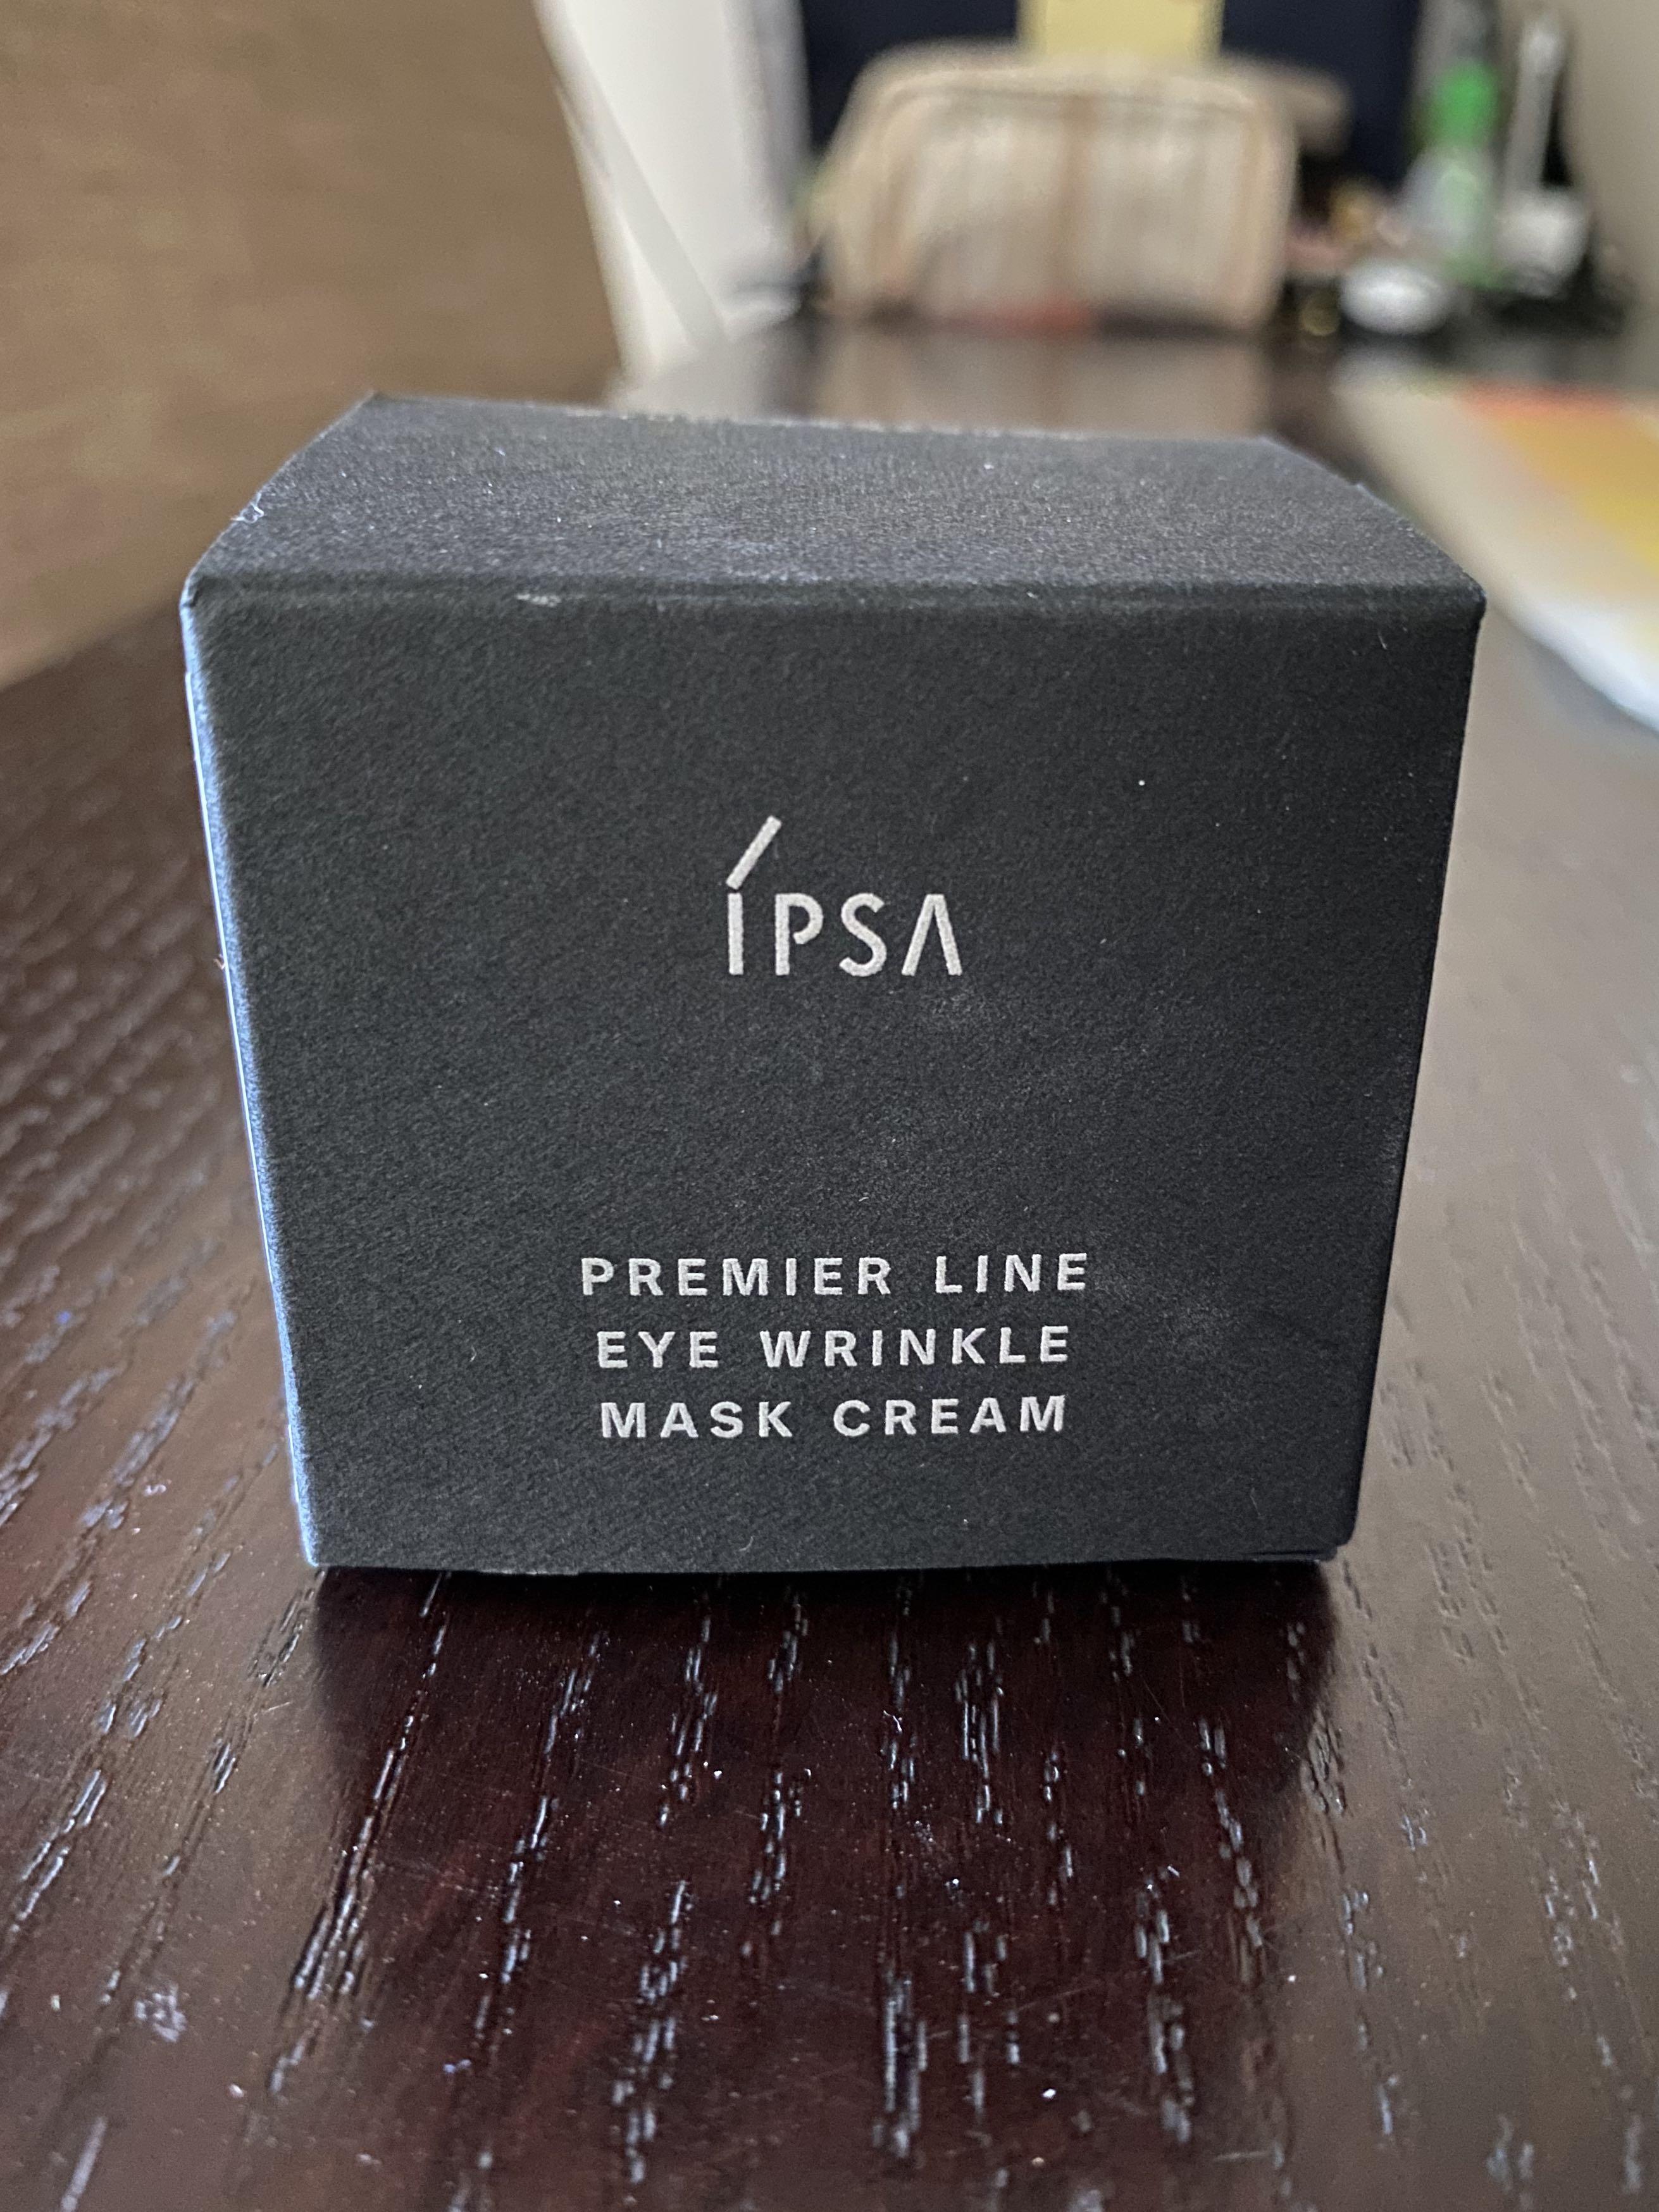 ÍPSA
PREMIER LINE
EYE WRINKLE
MASK CREAM